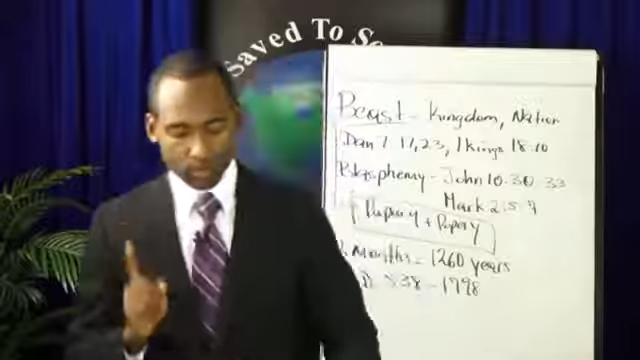 Saved To Se
Beast - Kingdom, Nation
Dan 7 17,23, 1 Kings 18:10
Blasphemy - John 10:30-33
Mark 2:5-7
Papacy + Popery
Months = 1260 years
538 - 1798